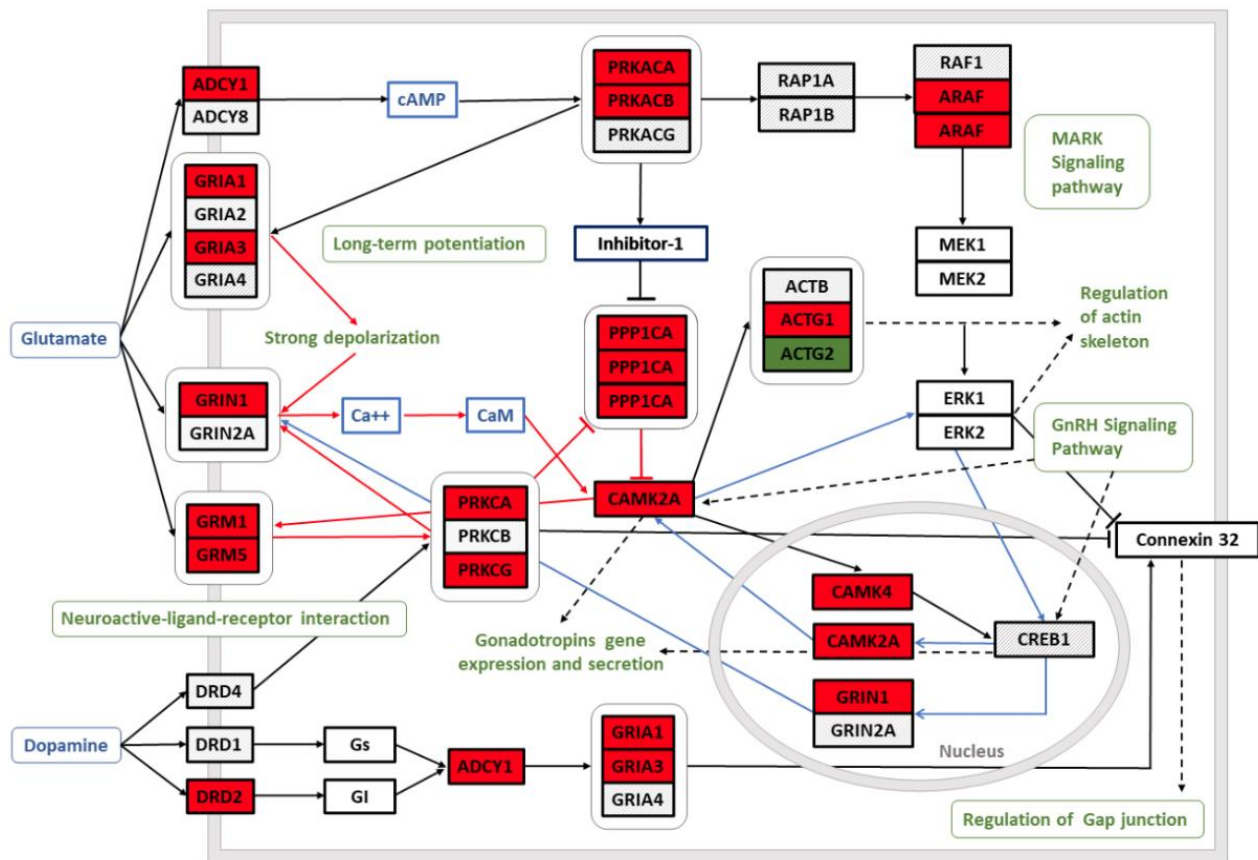 ADCY1
ADCY8
cAMP
PRKACA
PRKACB
PRKACG
RAP1A
RAP1B
RAF1
ARAF
ARAF
MARK
Signaling
pathway
GRIA1
GRIA2
GRIA3
GRIA4
Long-term potentiation
Inhibitor-1
MEK1
MEK2
ACTB
ACTG1
ACTG2
Regulation
of actin
skeleton
Glutamate
Strong depolarization
PPP1CA
PPP1CA
PPP1CA
GRIN1
GRIN2A
Ca++
CaM
ERK1
ERK2
GnRH Signaling
Pathway
PRKCA
PRKCB
PRKCG
CAMK2A
GRM1
GRM5
Connexin 32
Neuroactive-ligand-receptor interaction
CAMK4
CAMK2A
CREB1
Gonadotropins gene
expression and secretion
GRIN1
GRIN2A
Nucleus
DRD4
Dopamine
DRD1
DRD2
Gs
GI
ADCY1
GRIA1
GRIA3
GRIA4
Regulation of Gap junction